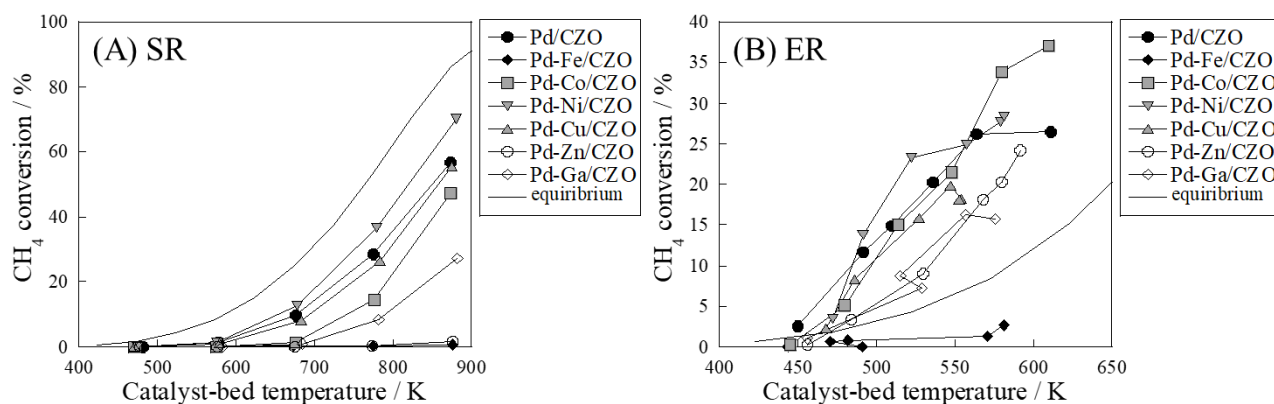 (A) SR
CH4 conversion / %
100
80
60
40
20
0
400 500 600 700 800 900
Catalyst-bed temperature / K
Pd/CZO
Pd-Fe/CZO
Pd-Co/CZO
Pd-Ni/CZO
Pd-Cu/CZO
Pd-Zn/CZO
Pd-Ga/CZO
equiribrium
(B) ER
CH4 conversion / %
40
35
30
25
20
15
10
5
0
400 450 500 550 600 650
Catalyst-bed temperature / K
Pd/CZO
Pd-Fe/CZO
Pd-Co/CZO
Pd-Ni/CZO
Pd-Cu/CZO
Pd-Zn/CZO
Pd-Ga/CZO
equiribrium